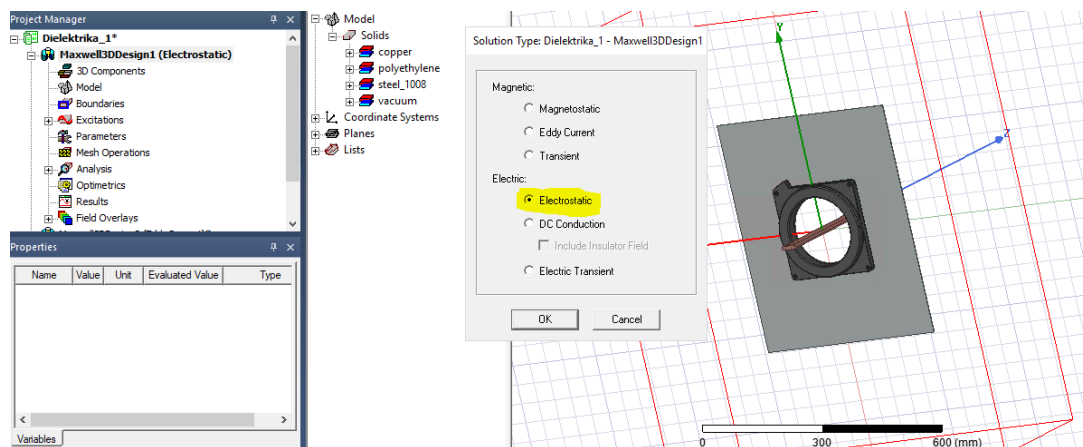 Project Manager
Dielektrika_1*
Maxwell3DDesign1 (Electrostatic)
3D Components
Model
Boundaries
Excitations
Parameters
Mesh Operations
Analysis
Optimetrics
Results
Field Overlays
Properties
Name Value Unit Evaluated Value Type
Variables
Model
Solids
copper
polyethylene
steel_1008
vacuum
Coordinate Systems
Planes
Lists
Solution Type: Dielektrika_1 - Maxwell3DDesign1
Magnetic:
Magnetostatic
Eddy Current
Transient
Electric:
Electrostatic
DC Conduction
Include Insulator Field
Electric Transient
OK Cancel
Y
Z
0 300 600 (mm)